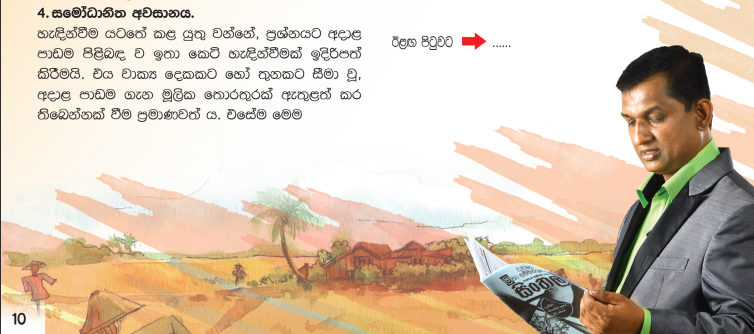 4. සමෝධානිත අවසානය.
හැඳින්වීම යටතේ කළ යුතු වන්නේ, ප්‍රශ්නයට අදාළ
පාඩම පිළිබඳ ව ඉතා කෙටි හැඳින්වීමක් ඉදිරිපත්
කිරීමයි. එය වාක්‍ය දෙකකට හෝ තුනකට සීමා වූ,
අදාළ පාඩම ගැන මූලික තොරතුරක් ඇතුළත් කර
තිබෙන්නක් වීම ප්‍රමාණවත් ය. එසේම මෙම
ඊළඟ පිටුවට ......
සිංහල
10